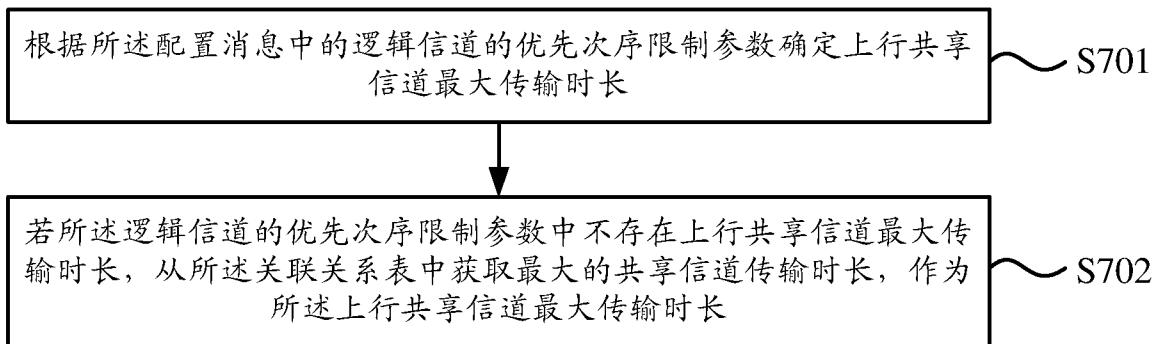 根据所述配置消息中的逻辑信道的优先次序限制参数确定上行共享
信道最大传输时长
S701
若所述逻辑信道的优先次序限制参数中不存在上行共享信道最大传
输时长，从所述关联关系表中获取最大的共享信道传输时长，作为
所述上行共享信道最大传输时长
S702